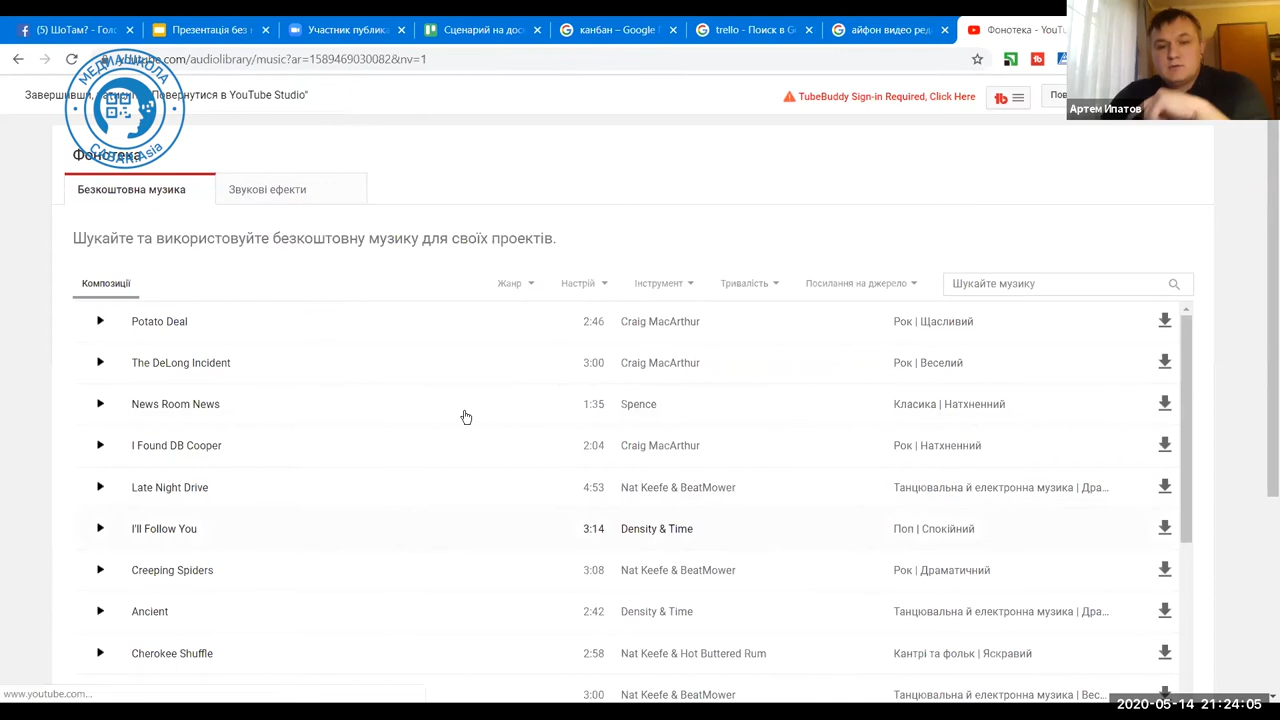 (5) ШоТам? - Голо
Презентація без
Участник публика
Сценарий на дос
канбан – Google
trello - Поиск в G
айфон видео ред
Фонотека - YouTu
youtube.com/audiolibrary/music?ar=1589460290082&nv=1
МЕДИАШКОЛА
CABAR.Asia
Завершивши,
Повернутися в YouTube Studio"
TubeBuddy Sign-in Required, Click Here
tb
Артем Ипатов
Фонотека
Безкоштовна музика
Звукові ефекти
Шукайте та використовуйте безкоштовну музику для своїх проектів.
Композиції
Жанр
Настрій
Інструмент
Тривалість
Посилання на джерело
Шукайте музику
Potato Deal 2:46 Craig MacArthur Рок | Щасливий
The DeLong Incident 3:00 Craig MacArthur Рок | Веселий
News Room News 1:35 Spence Класика | Натхненний
I Found DB Cooper 2:04 Craig MacArthur Рок | Натхненний
Late Night Drive 4:53 Nat Keefe & BeatMower Танцювальна й електронна музика | Дра...
I'll Follow You 3:14 Density & Time Поп | Спокійний
Creeping Spiders 3:08 Nat Keefe & BeatMower Рок | Драматичний
Ancient 2:42 Density & Time Танцювальна й електронна музика | Дра...
Cherokee Shuffle 2:58 Nat Keefe & Hot Buttered Rum Кантрі та фольк | Яскравий
3:00 Nat Keefe & BeatMower Танцювальна й електронна музика | Вес...
www.youtube.com...
2020-05-14 21:24:05